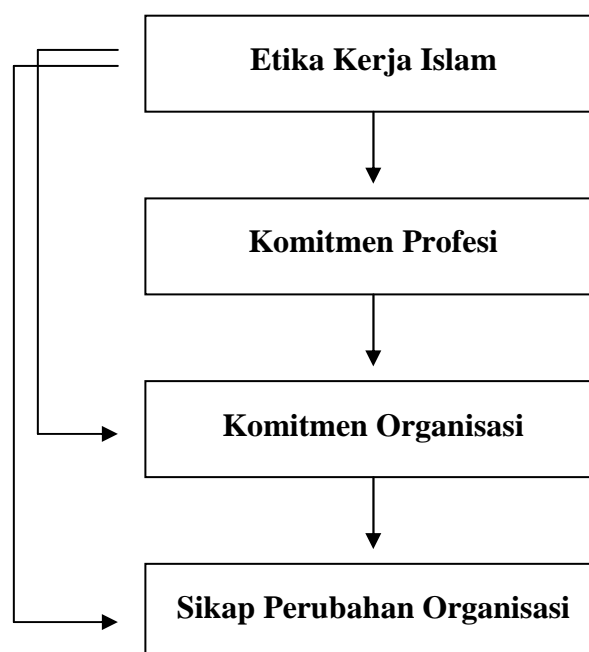 Etika Kerja Islam
Komitmen Profesi
Komitmen Organisasi
Sikap Perubahan Organisasi